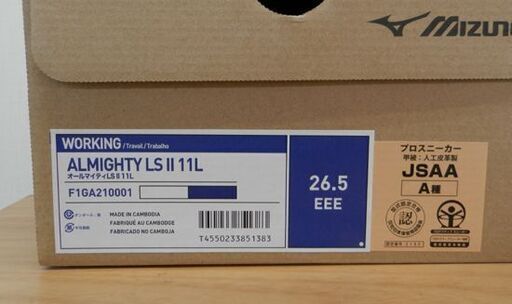 MIZUNO
WORKING /Travail/Trabalho
ALMIGHTY LS II 11L
オールマイティLS II 11L
F1GA210001
MADE IN CAMBODIA
FABRIQUÉ AU CAMBODGE
FABRICADO NO CAMBOJA
T4550233851383
26.5
EEE
プロスニーカー
甲被:人工皮革製
JSAA
A種
認